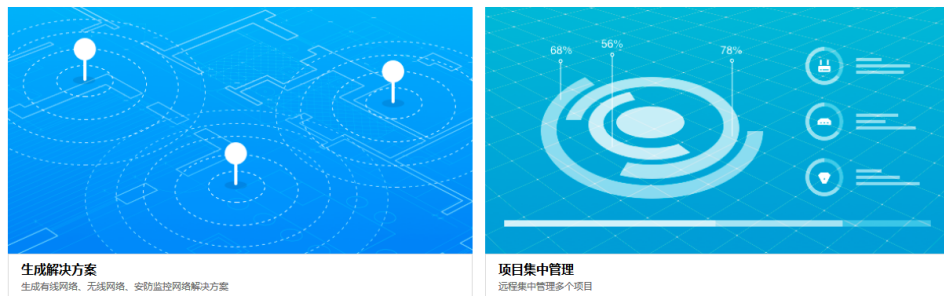 68%
56%
78%
生成解决方案
生成有线网络、无线网络、安防监控网络解决方案
项目集中管理
远程集中管理多个项目